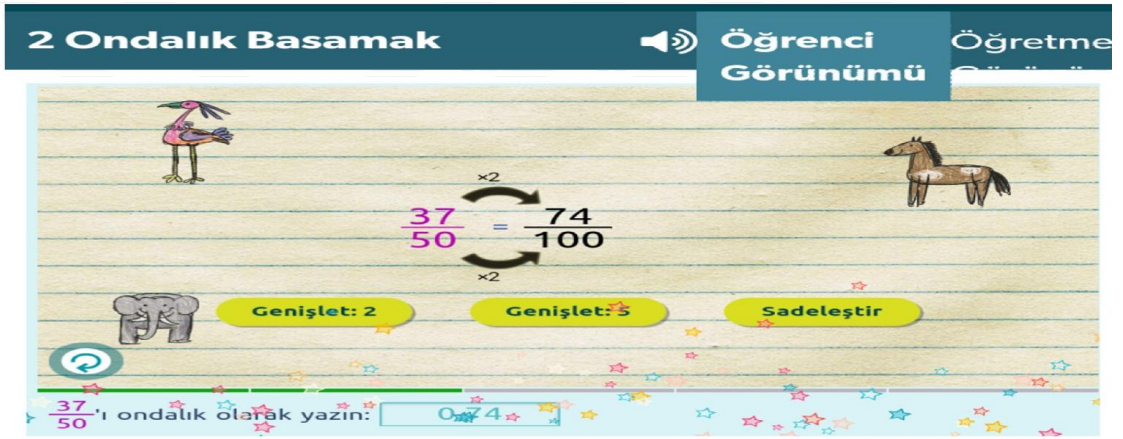 2 Ondalık Basamak
Öğrenci
Görünümü
Öğretme
×2
37
50
=
74
100
×2
Genişlet: 2
Genişlet: 5
Sadeleştir
37
50
'ı ondalık olarak yazın:
0.74